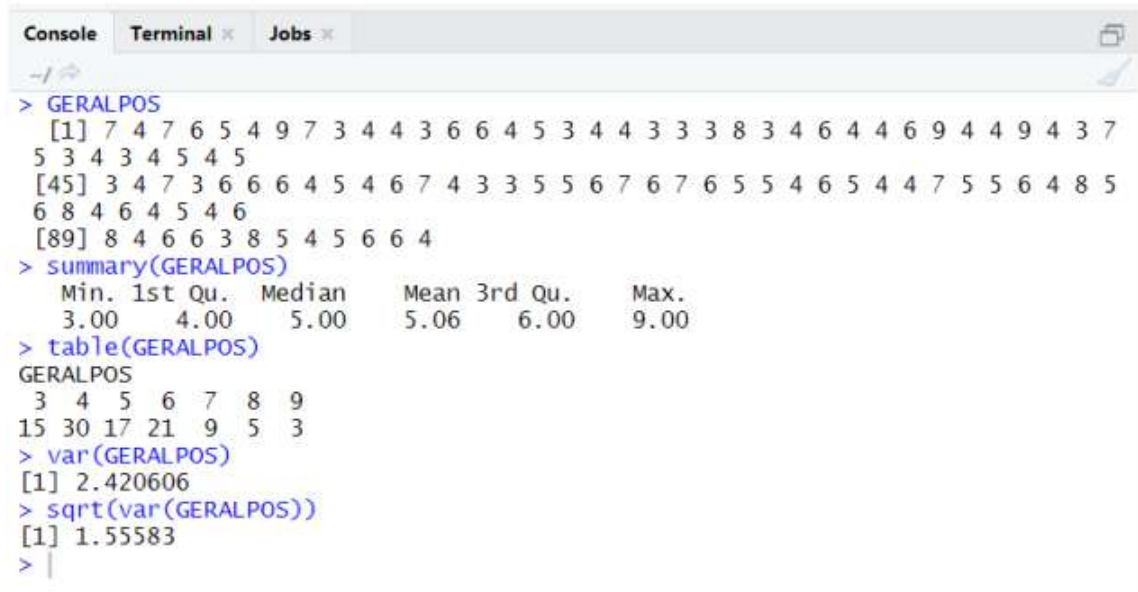 Console Terminal × Jobs ×
~/
> GERALPOS
[1] 7 4 7 6 5 4 9 7 3 4 4 3 6 6 4 5 3 4 4 3 3 3 8 3 4 6 4 4 6 9 4 4 9 4 3 7
5 3 4 3 4 5 4 5
[45] 3 4 7 3 6 6 6 4 5 4 6 7 4 3 3 5 5 6 7 6 7 6 5 5 4 6 5 4 4 7 5 5 6 4 8 5
6 8 4 6 4 5 4 6
[89] 8 4 6 6 3 8 5 4 5 6 6 4
> summary(GERALPOS)
Min. 1st Qu. Median Mean 3rd Qu. Max.
3.00 4.00 5.00 5.06 6.00 9.00
> table(GERALPOS)
GERALPOS
3 4 5 6 7 8 9
15 30 17 21 9 5 3
> var(GERALPOS)
[1] 2.420606
> sqrt(var(GERALPOS))
[1] 1.55583
>